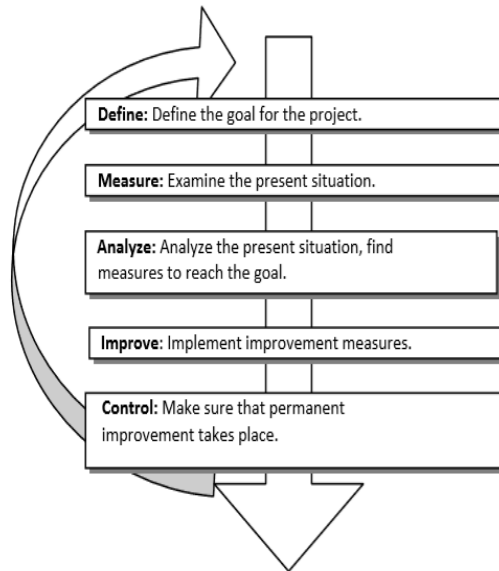 Define: Define the goal for the project.
Measure: Examine the present situation.
Analyze: Analyze the present situation, find
measures to reach the goal.
Improve: Implement improvement measures.
Control: Make sure that permanent
improvement takes place.